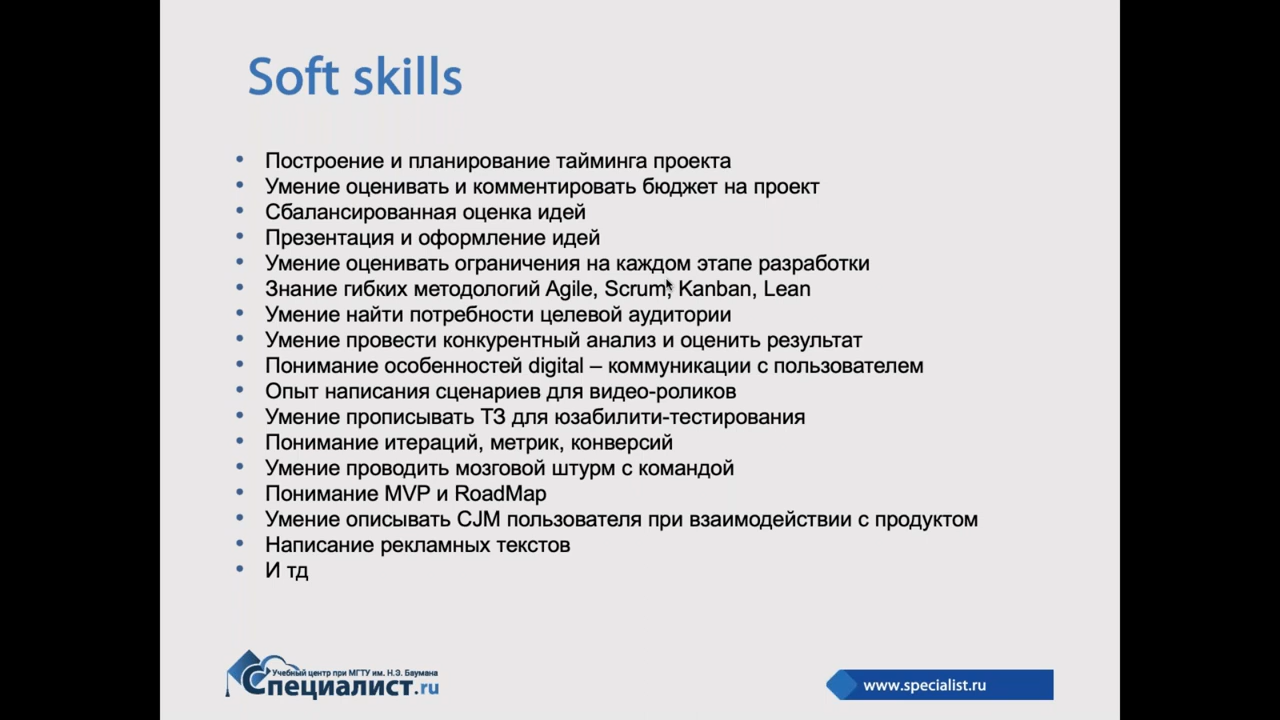 Soft skills
• Построение и планирование тайминга проекта
• Умение оценивать и комментировать бюджет на проект
• Сбалансированная оценка идей
• Презентация и оформление идей
• Умение оценивать ограничения на каждом этапе разработки
• Знание гибких методологий Agile, Scrum, Kanban, Lean
• Умение найти потребности целевой аудитории
• Умение провести конкурентный анализ и оценить результат
• Понимание особенностей digital – коммуникации с пользователем
• Опыт написания сценариев для видео-роликов
• Умение прописывать ТЗ для юзабилити-тестирования
• Понимание итераций, метрик, конверсий
• Умение проводить мозговой штурм с командой
• Понимание MVP и RoadMap
• Умение описывать CJM пользователя при взаимодействии с продуктом
• Написание рекламных текстов
• И тд
Учебный центр при МГТУ им. Н.Э. Баумана
Специалист.ru
www.specialist.ru